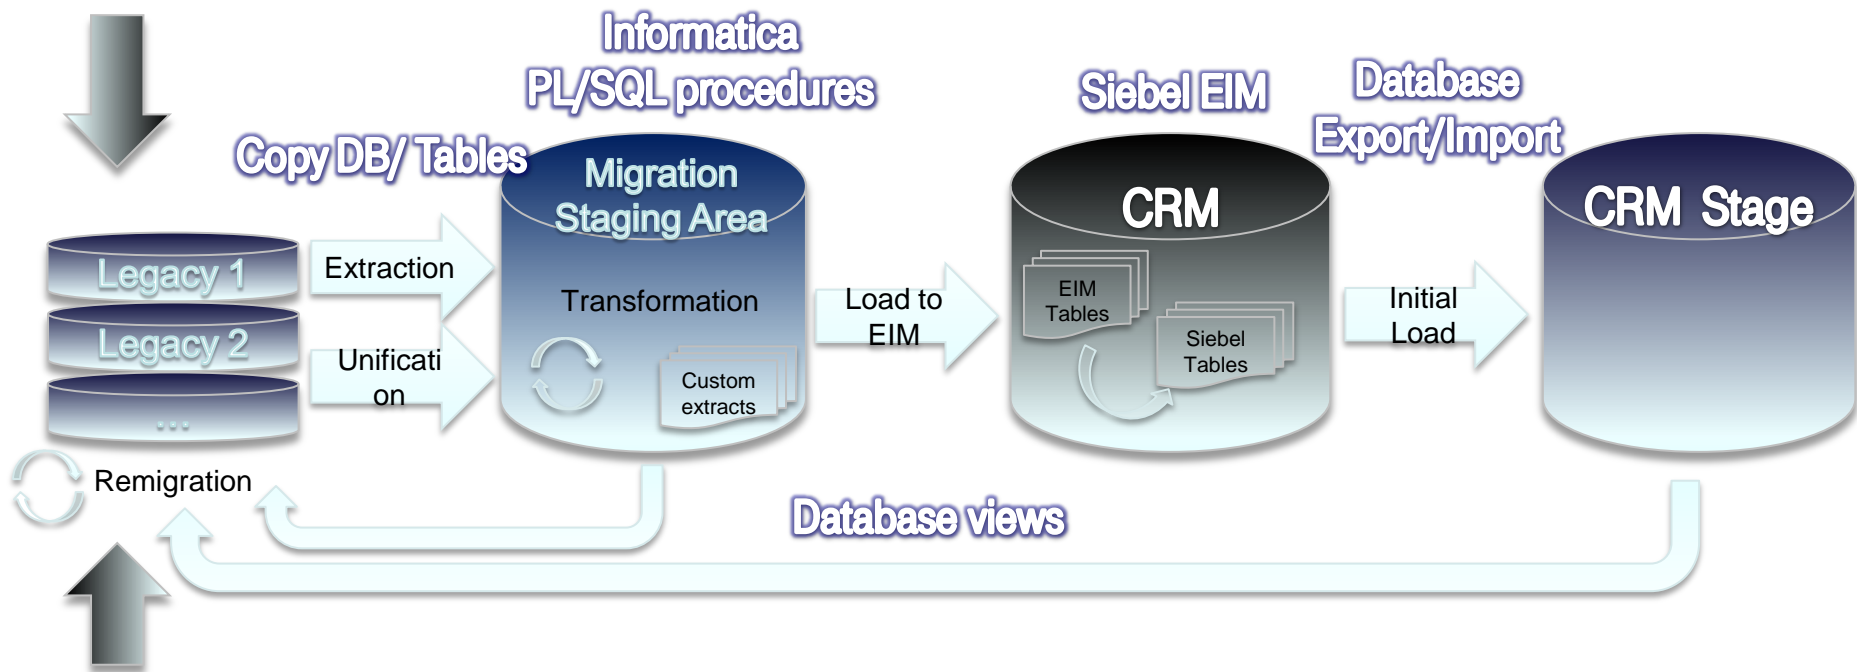 Informatica
PL/SQL procedures
Siebel EIM
Database
Export/Import
Copy DB/ Tables
Migration
Staging Area
CRM
CRM Stage
Legacy 1
Legacy 2
...
Extraction
Unificati
on
Transformation
Custom
extracts
Load to
EIM
EIM
Tables
Siebel
Tables
Initial
Load
Remigration
Database views